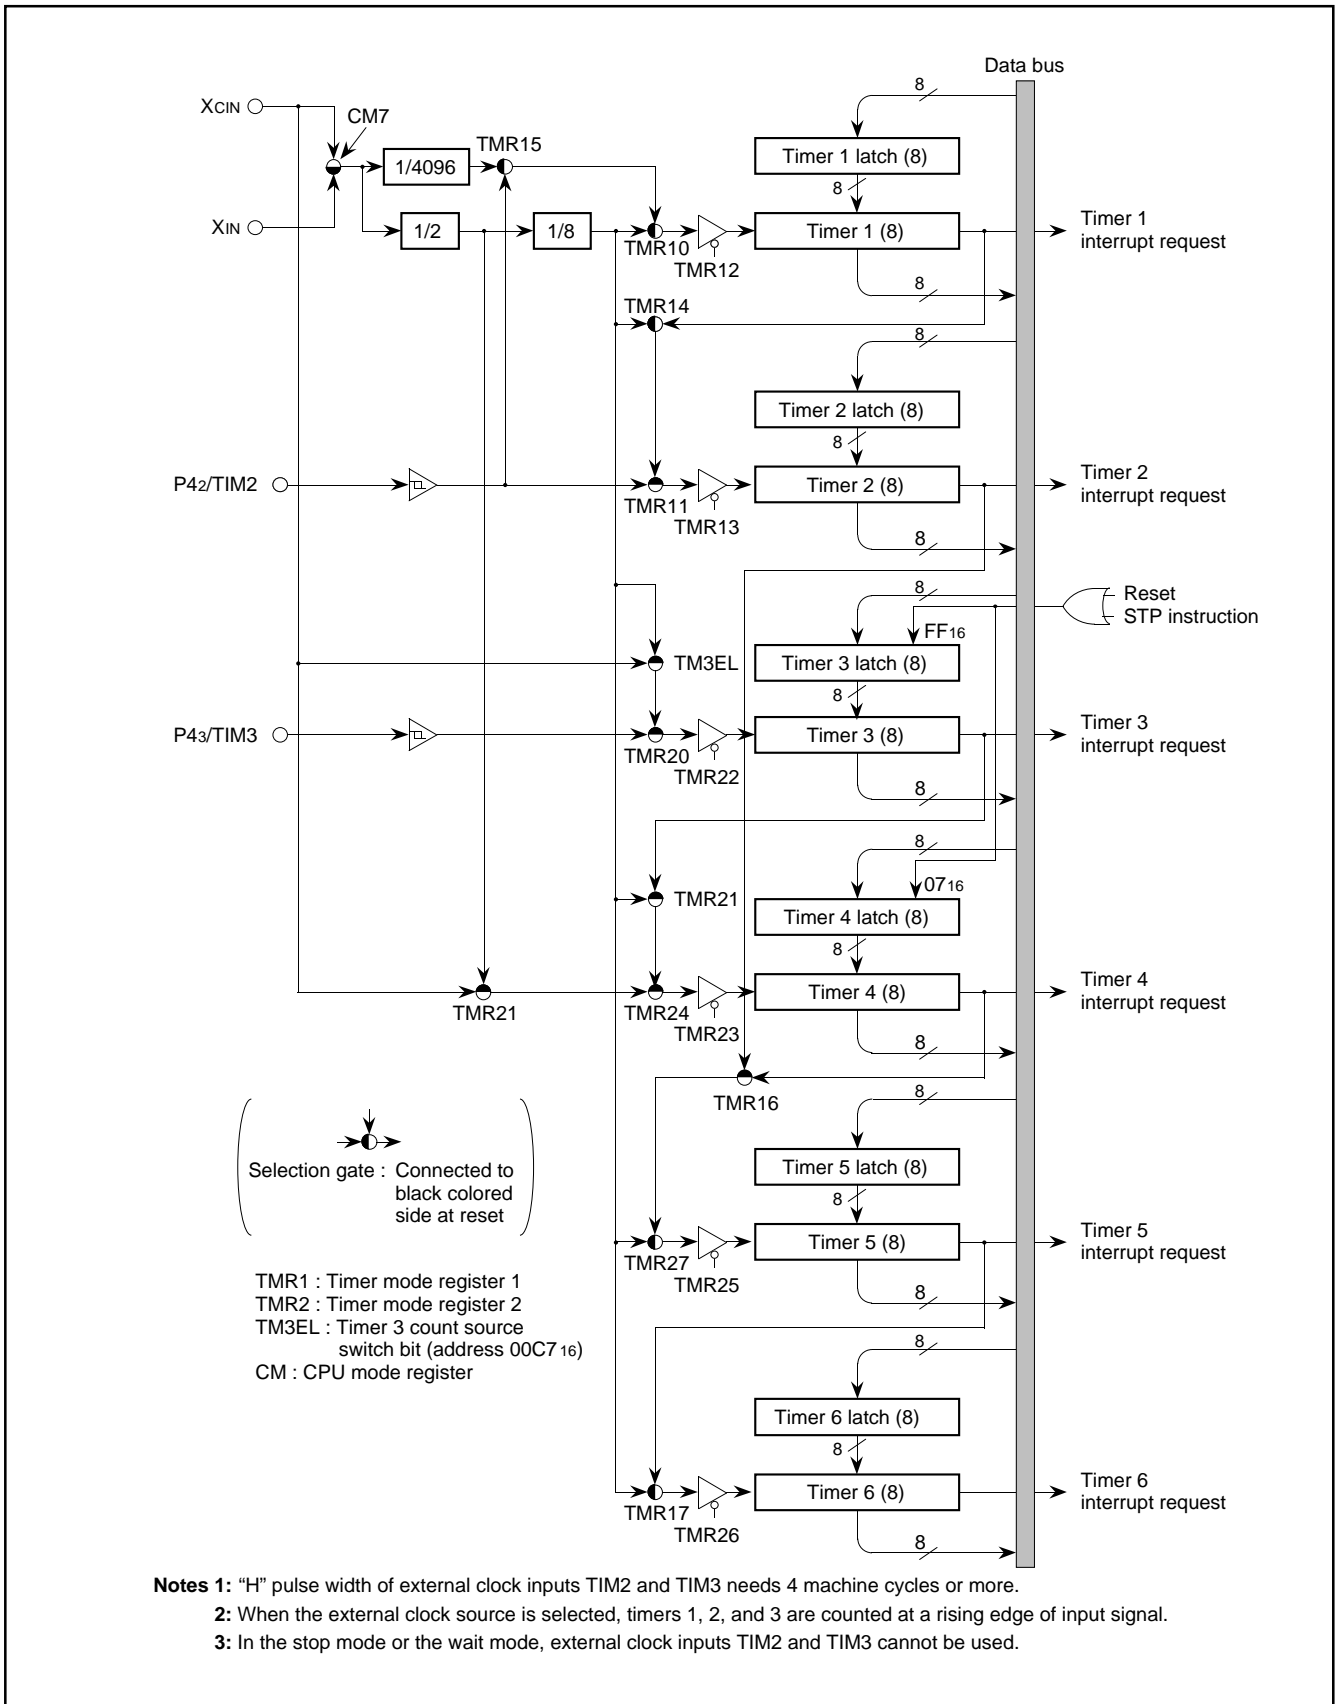 Data bus
XCIN
CM7
8
TMR15
1/4096
Timer 1 latch (8)
8
XIN
1/2
1/8
TMR10
TMR12
Timer 1 (8)
Timer 1
interrupt request
8
TMR14
8
Timer 2 latch (8)
8
P42/TIM2
TMR11
TMR13
Timer 2 (8)
Timer 2
interrupt request
8
8
Reset
STP instruction
FF16
TM3EL
Timer 3 latch (8)
8
P43/TIM3
TMR20
TMR22
Timer 3 (8)
Timer 3
interrupt request
8
8
0716
TMR21
Timer 4 latch (8)
8
TMR21
TMR24
TMR23
Timer 4 (8)
Timer 4
interrupt request
8
TMR16
8
Selection gate : Connected to
black colored
side at reset
Timer 5 latch (8)
8
TMR27
TMR25
Timer 5 (8)
Timer 5
interrupt request
8
TMR1 : Timer mode register 1
TMR2 : Timer mode register 2
TM3EL : Timer 3 count source
switch bit (address 00C716)
CM : CPU mode register
8
Timer 6 latch (8)
8
TMR17
TMR26
Timer 6 (8)
Timer 6
interrupt request
8
Notes 1: “H” pulse width of external clock inputs TIM2 and TIM3 needs 4 machine cycles or more.
2: When the external clock source is selected, timers 1, 2, and 3 are counted at a rising edge of input signal.
3: In the stop mode or the wait mode, external clock inputs TIM2 and TIM3 cannot be used.